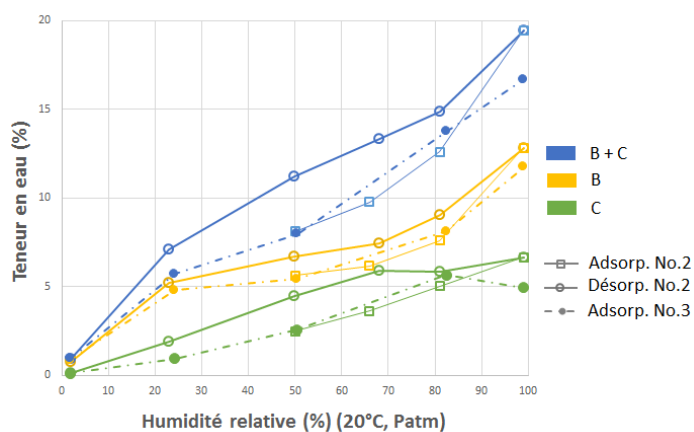 20
15
10
5
0
Teneur en eau (%)
0 10 20 30 40 50 60 70 80 90 100
Humidité relative (%) (20°C, Patm)
B + C
B
C
Adsorp. No.2
Désorp. No.2
Adsorp. No.3